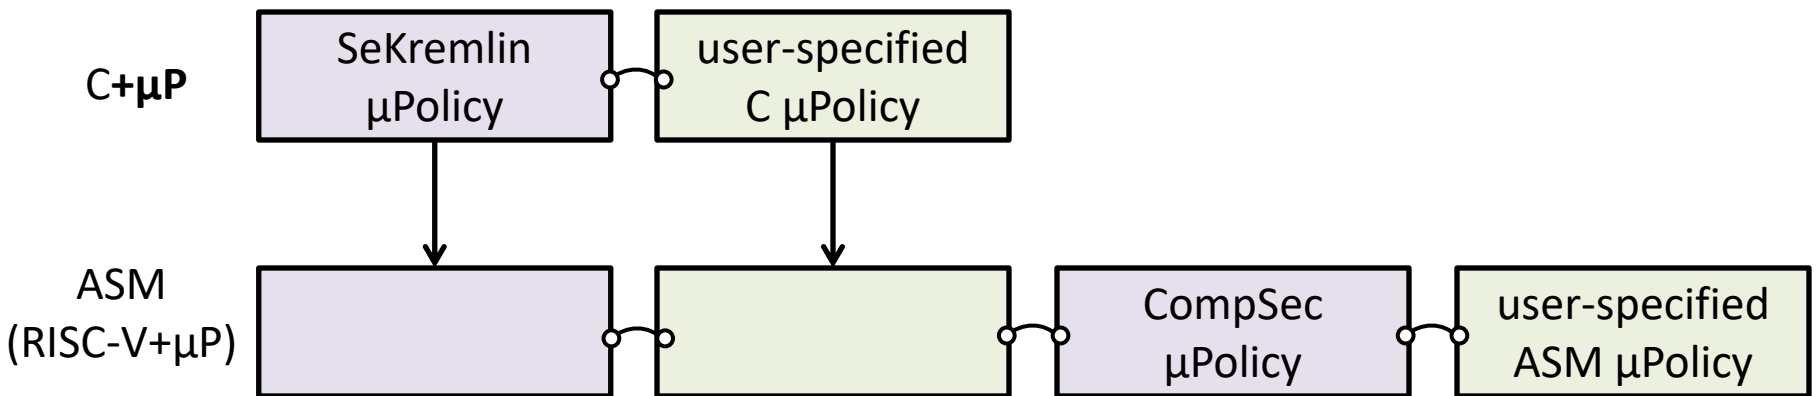 C+μP
SeKremlin
μPolicy
user-specified
C μPolicy
ASM
(RISC-V+μP)
CompSec
μPolicy
user-specified
ASM μPolicy